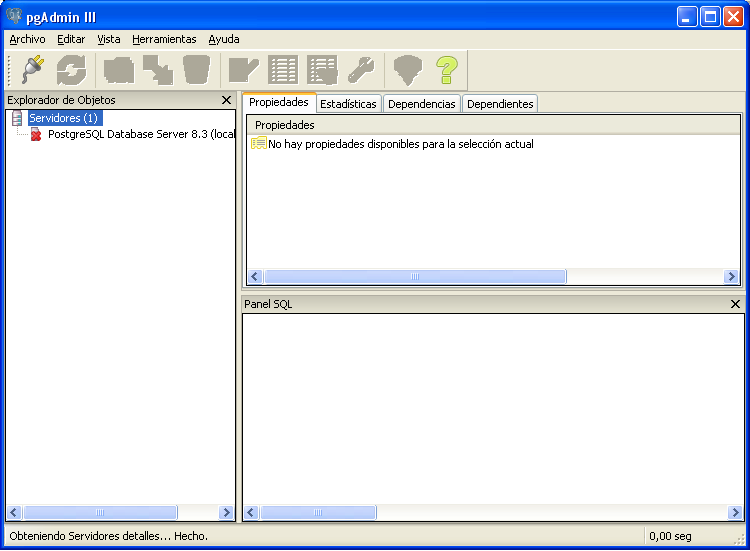 pgAdmin III
Archivo Editar Vista Herramientas Ayuda
Explorador de Objetos
Servidores (1)
PostgreSQL Database Server 8.3 (local
Propiedades Estadísticas Dependencias Dependientes
Propiedades
No hay propiedades disponibles para la selección actual
Panel SQL
Obteniendo Servidores detalles... Hecho.
0,00 seg